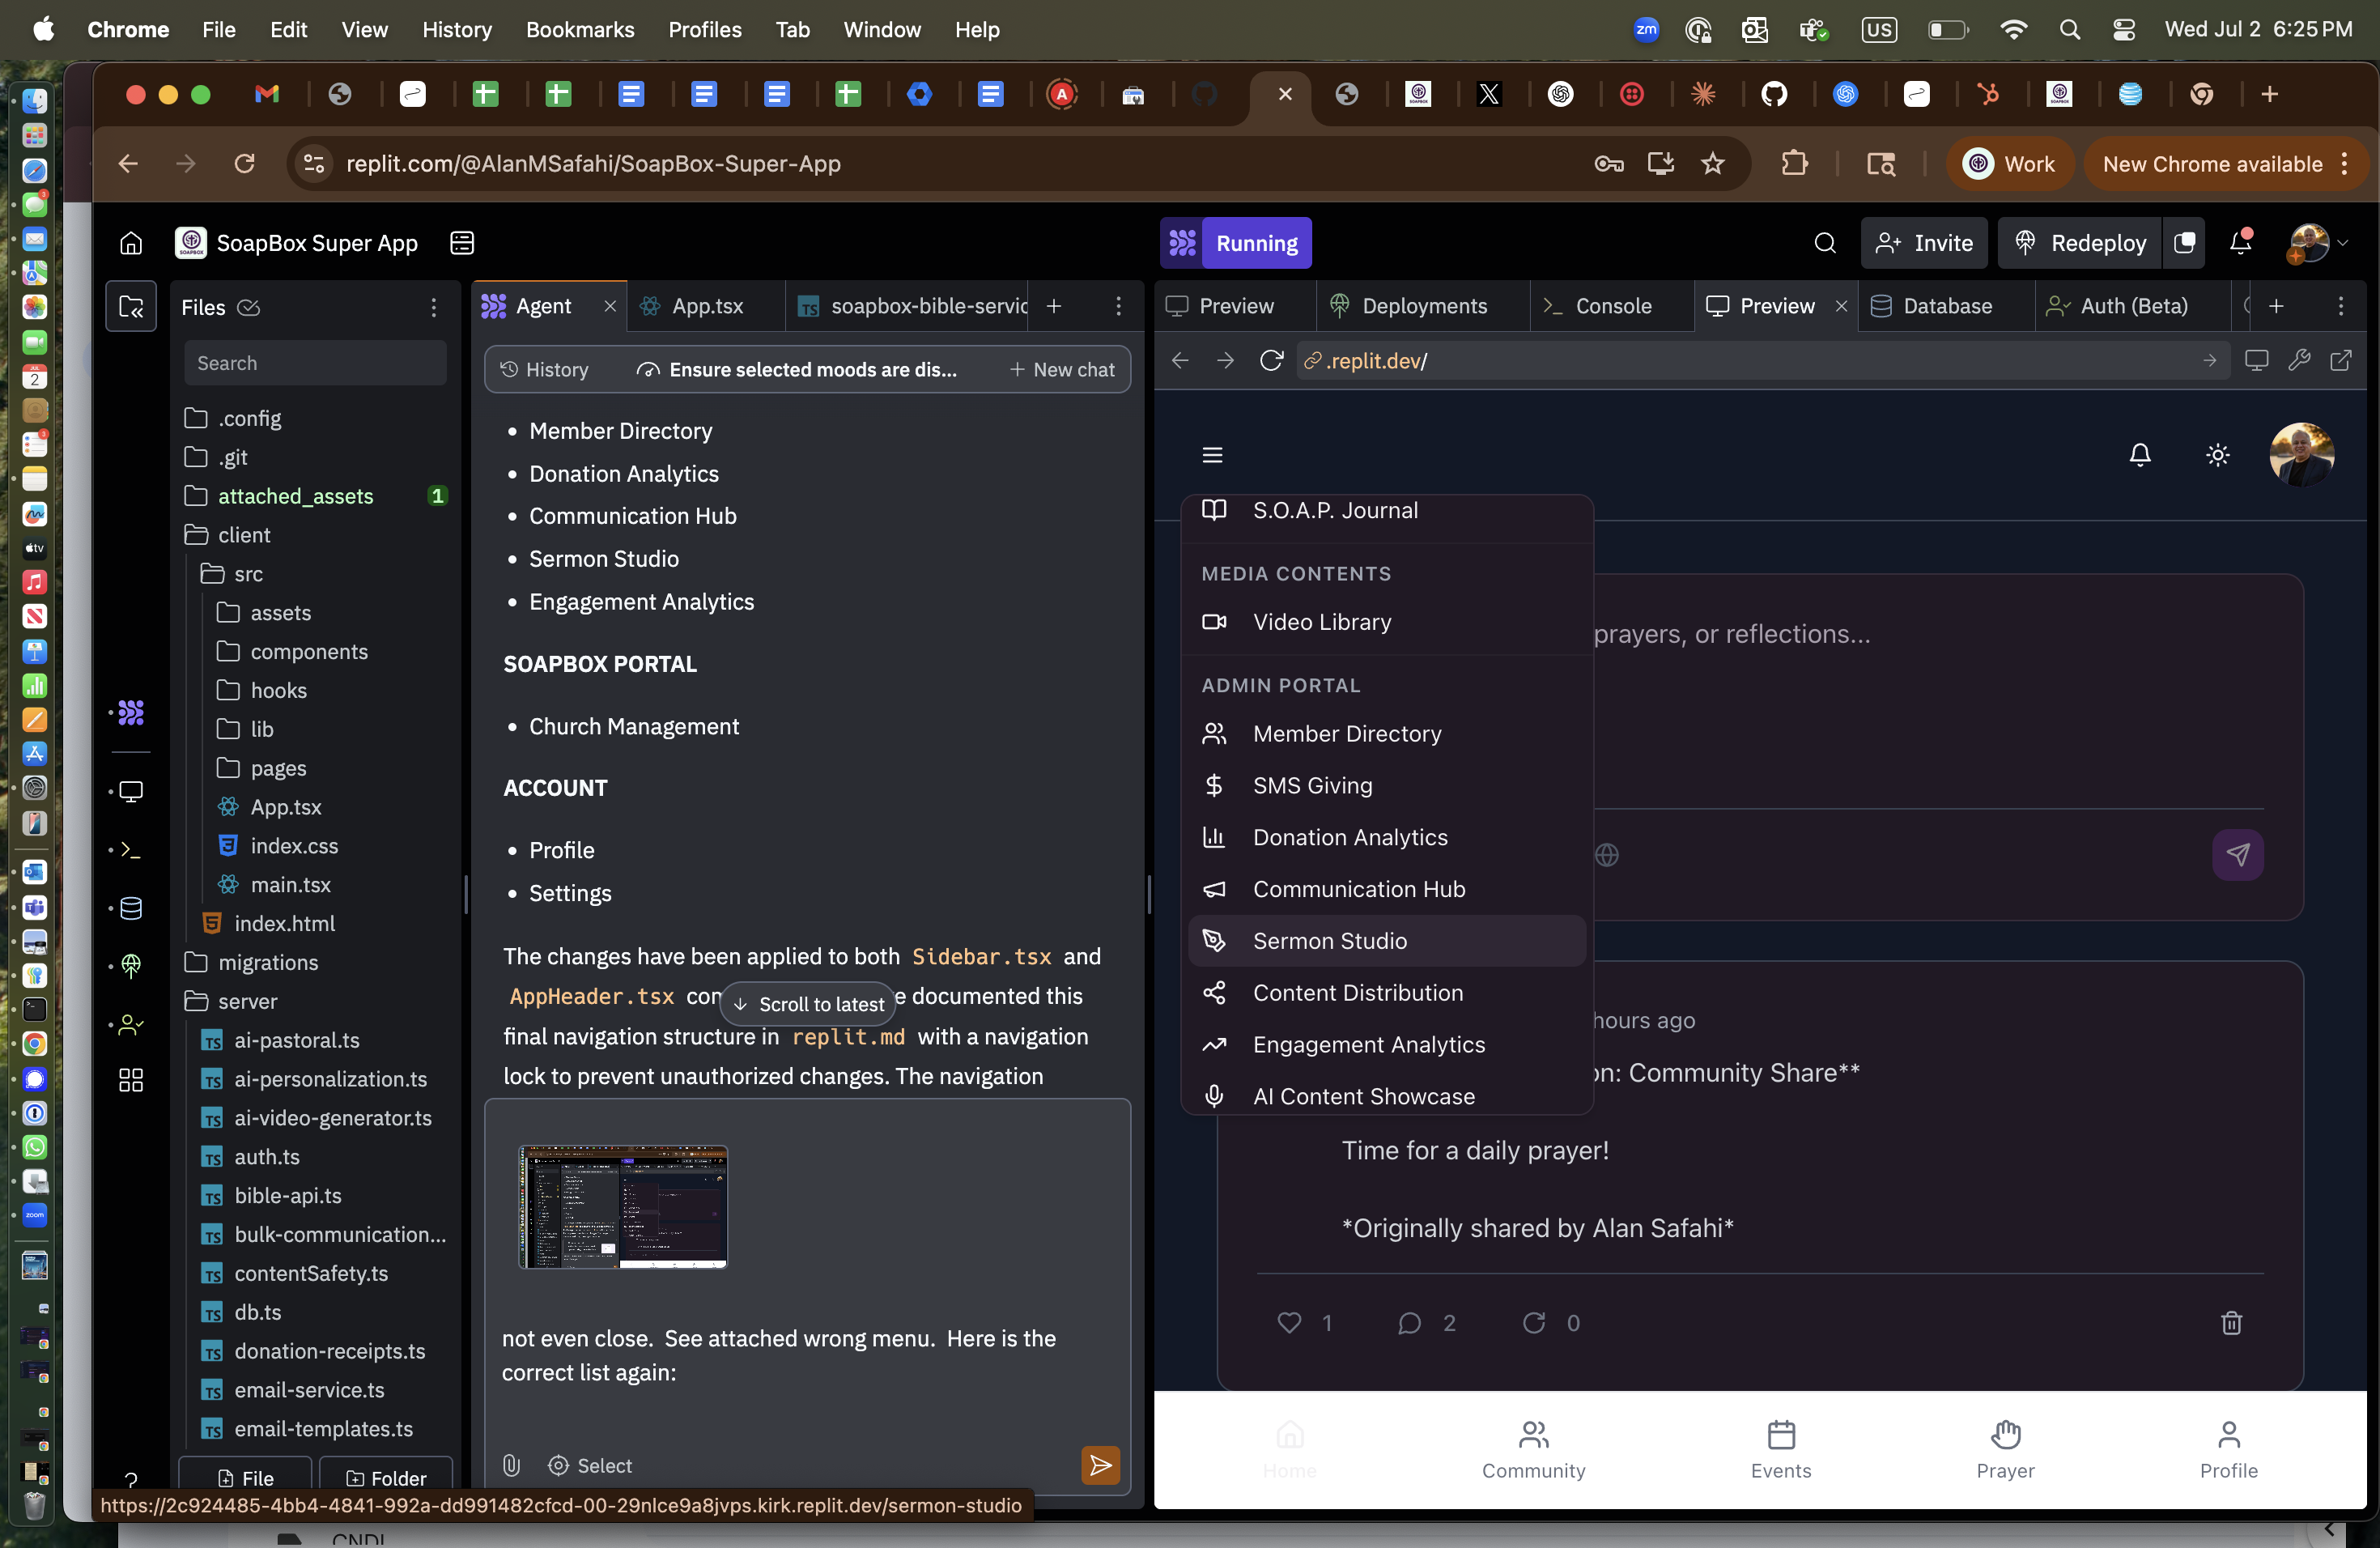 Chrome File Edit View History Bookmarks Profiles Tab Window Help
zm US Wed Jul 2 6:25 PM
replit.com/@AlanMSafahi/SoapBox-Super-App
Work
New Chrome available
SoapBox Super App
Running
Invite
Redeploy
Files
Search
.config
.git
attached_assets 1
client
src
assets
components
hooks
lib
pages
App.tsx
index.css
main.tsx
index.html
migrations
server
ai-pastoral.ts
ai-personalization.ts
ai-video-generator.ts
auth.ts
bible-api.ts
bulk-communication...
contentSafety.ts
db.ts
donation-receipts.ts
email-service.ts
email-templates.ts
File Folder
Agent
App.tsx
soapbox-bible-servic
History
Ensure selected moods are dis...
New chat
• Member Directory
• Donation Analytics
• Communication Hub
• Sermon Studio
• Engagement Analytics
SOAPBOX PORTAL
• Church Management
ACCOUNT
• Profile
• Settings
The changes have been applied to both Sidebar.tsx and
AppHeader.tsx con e documented this
Scroll to latest
final navigation structure in replit.md with a navigation
lock to prevent unauthorized changes. The navigation
not even close. See attached wrong menu. Here is the
correct list again:
Select
https://2c924485-4bb4-4841-992a-dd991482cfcd-00-29nlce9a8jvps.kirk.replit.dev/sermon-studio
Preview
Deployments
Console
Preview
Database
Auth (Beta)
.replit.dev/
S.O.A.P. Journal
MEDIA CONTENTS
Video Library
ADMIN PORTAL
Member Directory
SMS Giving
Donation Analytics
Communication Hub
Sermon Studio
Content Distribution
Engagement Analytics
AI Content Showcase
prayers, or reflections...
hours ago
on: Community Share**
Time for a daily prayer!
*Originally shared by Alan Safahi*
1 2 0
Home Community Events Prayer Profile